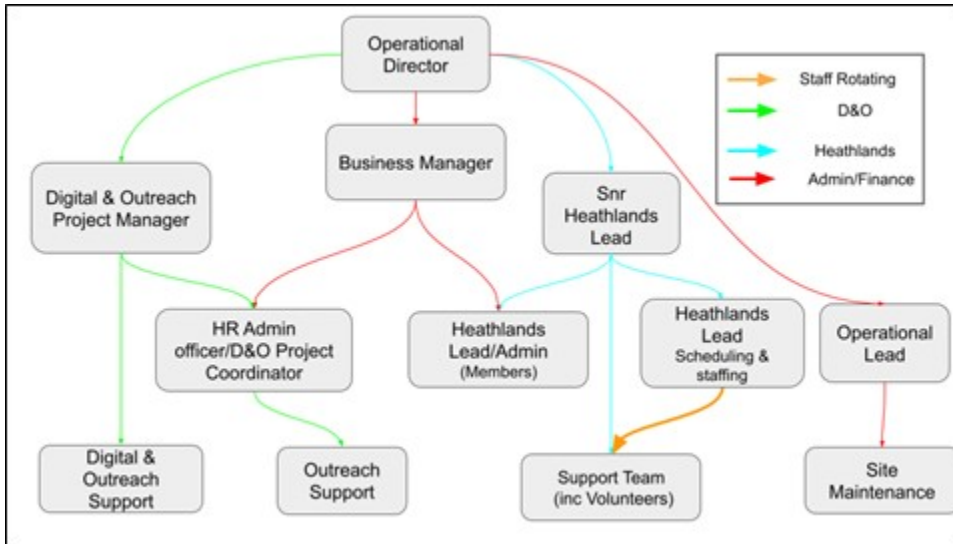 Operational
Director
Staff Rotating
D&O
Heathlands
Admin/Finance
Business Manager
Digital & Outreach
Project Manager
Snr
Heathlands
Lead
HR Admin
officer/D&O Project
Coordinator
Heathlands
Lead/Admin
(Members)
Heathlands
Lead
Scheduling &
staffing
Operational
Lead
Digital &
Outreach
Support
Outreach
Support
Support Team
(inc Volunteers)
Site
Maintenance